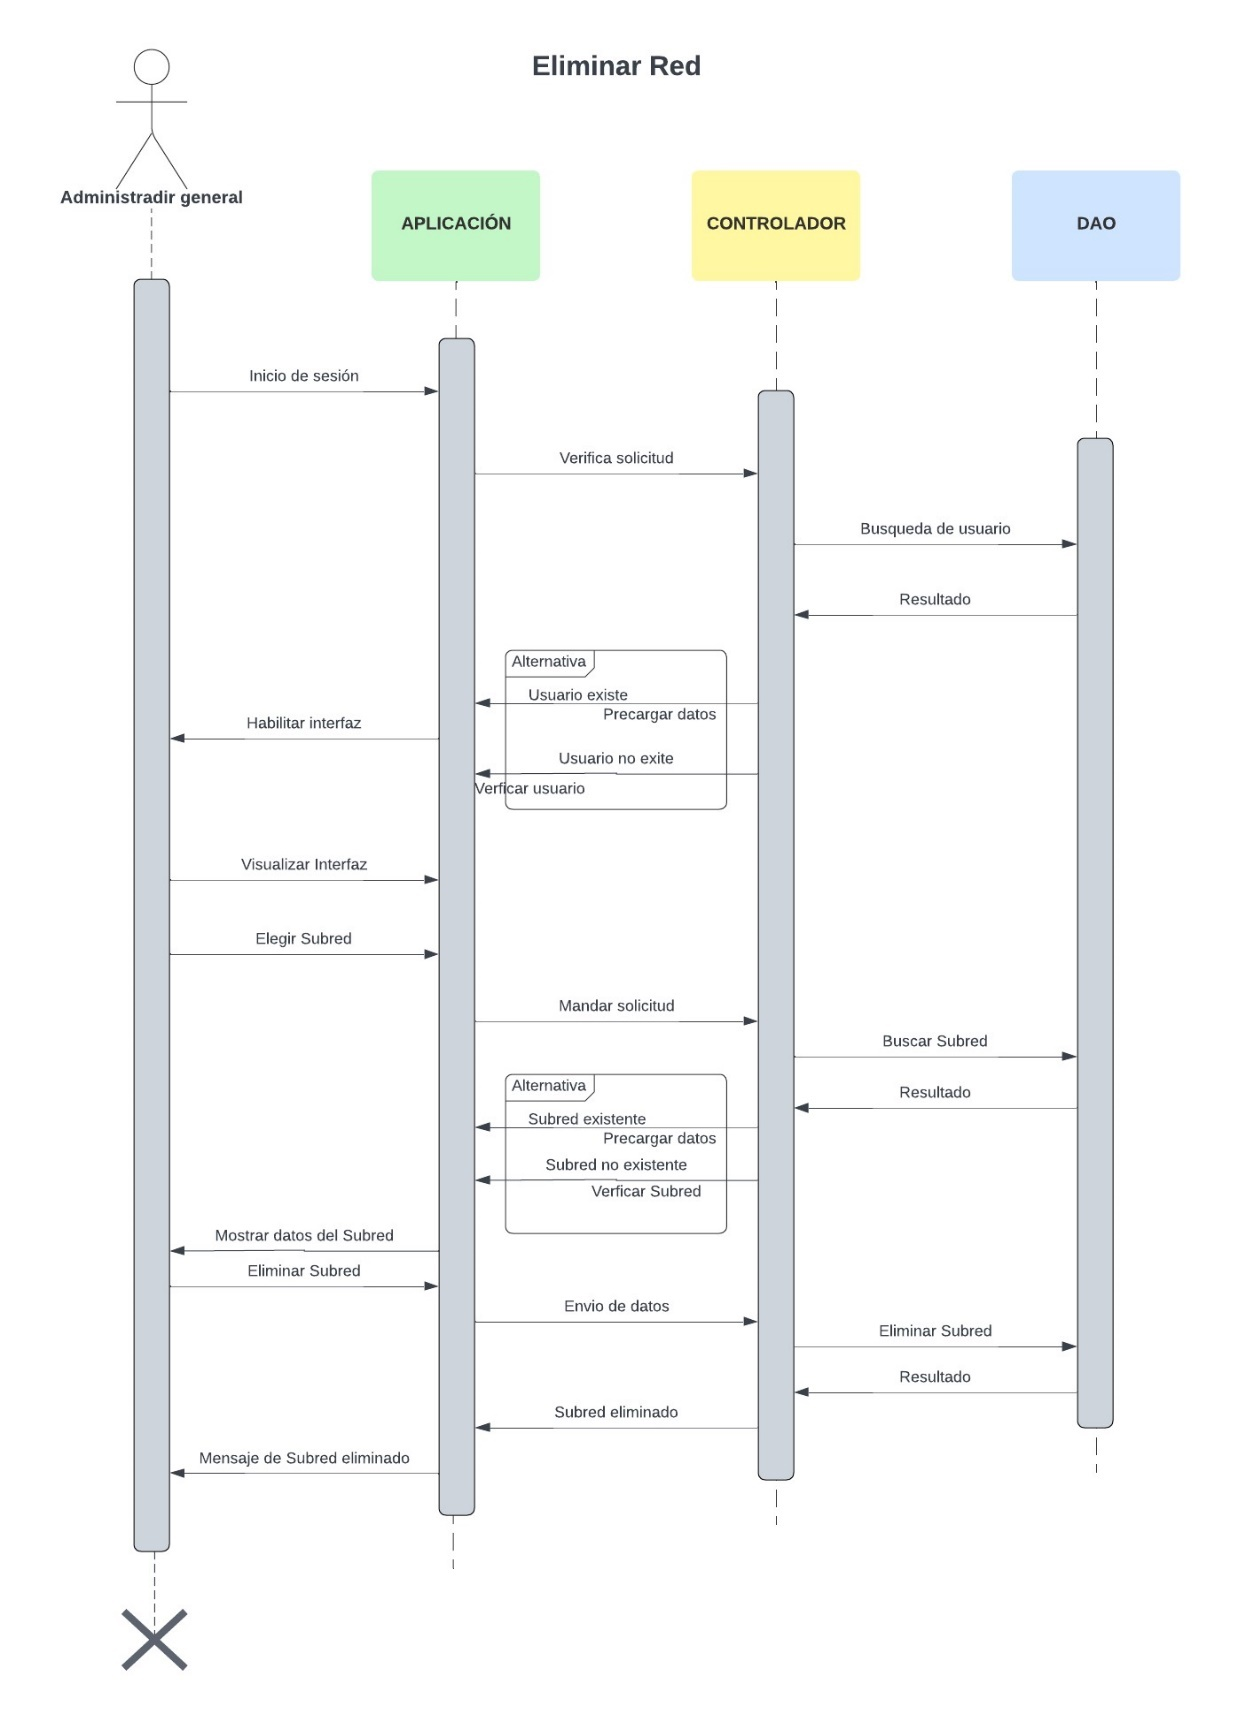 Eliminar Red
Administradir general
APLICACIÓN
CONTROLADOR
DAO
Inicio de sesión
Verifica solicitud
Busqueda de usuario
Resultado
Alternativa
Usuario existe
Precargar datos
Habilitar interfaz
Usuario no exite
Verficar usuario
Visualizar Interfaz
Elegir Subred
Mandar solicitud
Buscar Subred
Alternativa
Resultado
Subred existente
Precargar datos
Subred no existente
Verficar Subred
Mostrar datos del Subred
Eliminar Subred
Envio de datos
Eliminar Subred
Resultado
Subred eliminado
Mensaje de Subred eliminado